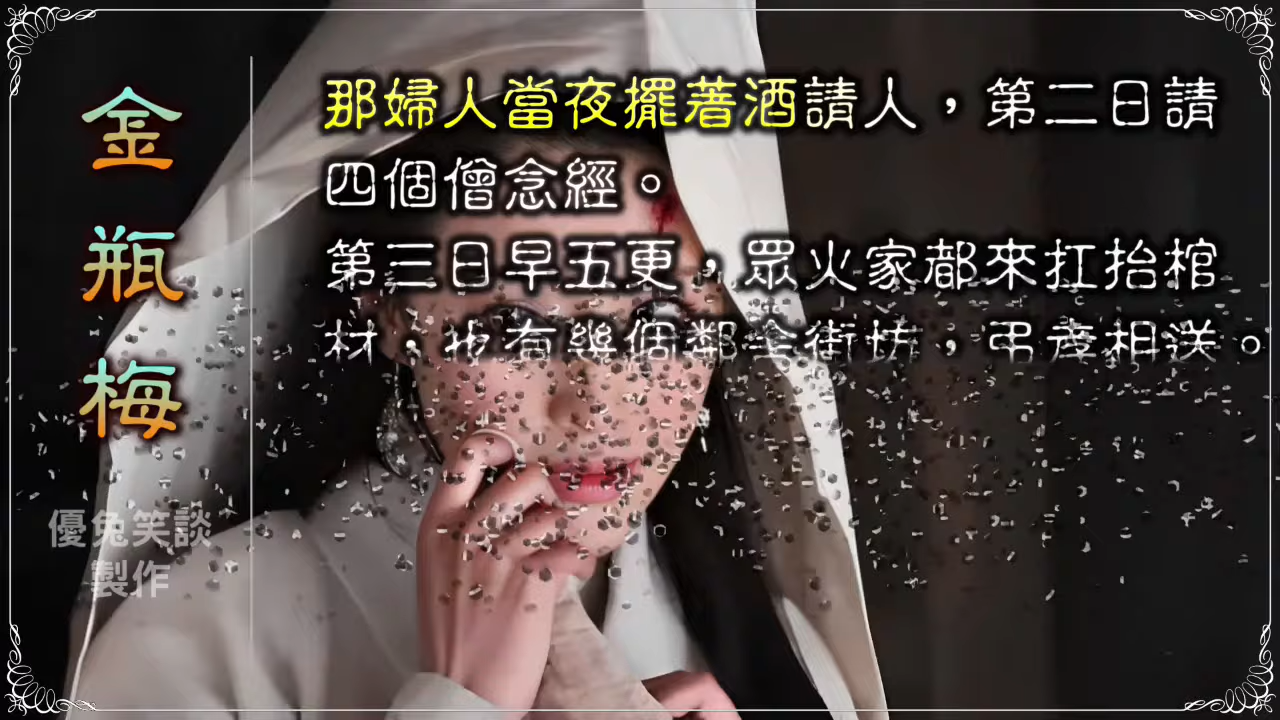 金瓶梅
優兔笑談
製作
那婦人當夜擺著酒請人，第二日請
四個僧念經。
第三日早五更，眾火家都來扛抬棺
材，也有幾個鄰舍街坊，弔孝相送。